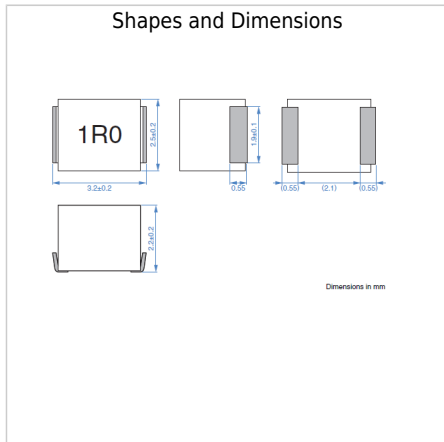 Shapes and Dimensions
1R0
2.5±0.2
1.9±0.1
3.2±0.2
0.55
(0.55)
(2.1)
(0.55)
2.2±0.2
Dimensions in mm